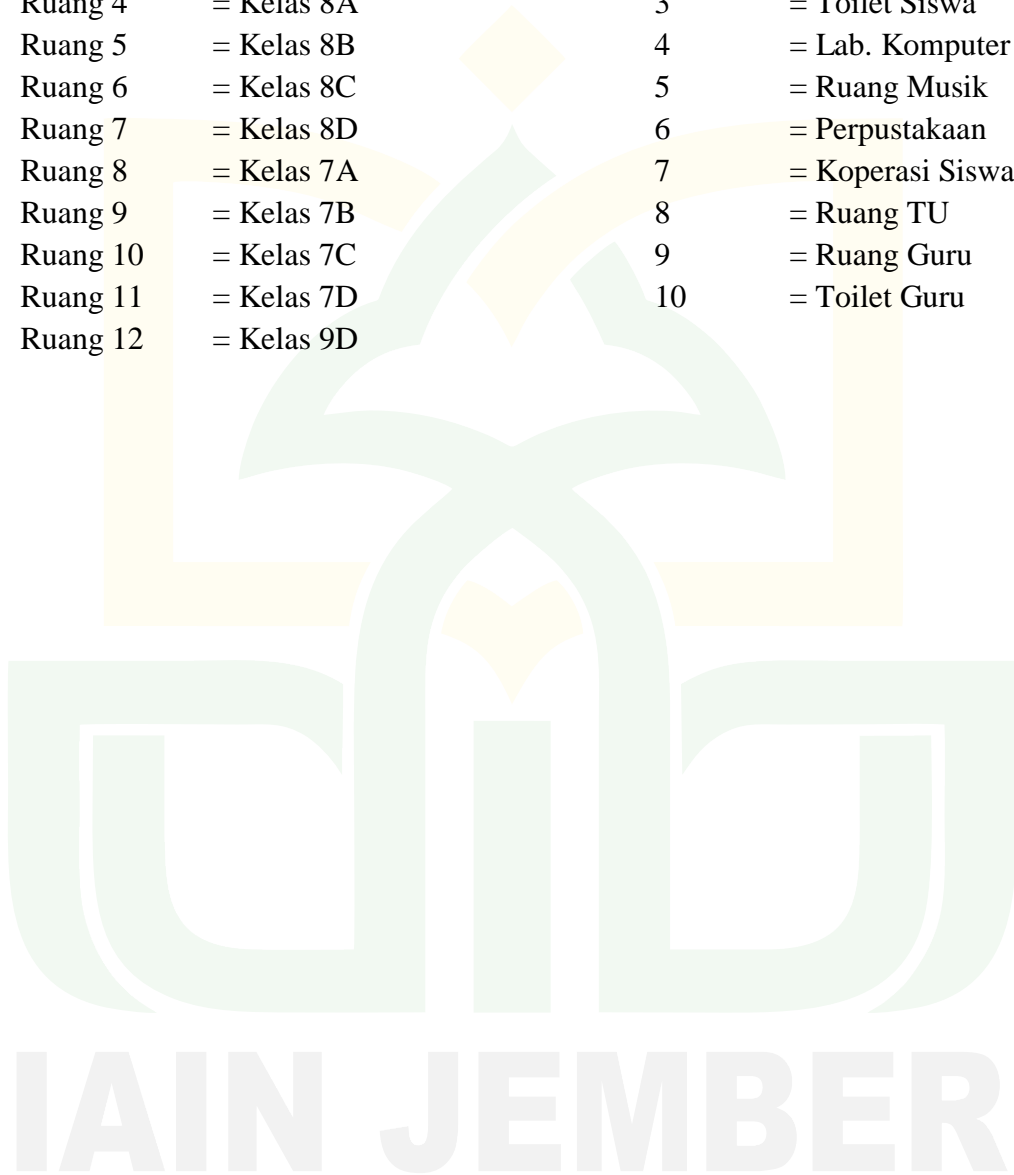 Ruang 4 = Kelas 8A 3 = Toilet Siswa
Ruang 5 = Kelas 8B 4 = Lab. Komputer
Ruang 6 = Kelas 8C 5 = Ruang Musik
Ruang 7 = Kelas 8D 6 = Perpustakaan
Ruang 8 = Kelas 7A 7 = Koperasi Siswa
Ruang 9 = Kelas 7B 8 = Ruang TU
Ruang 10 = Kelas 7C 9 = Ruang Guru
Ruang 11 = Kelas 7D 10 = Toilet Guru
Ruang 12 = Kelas 9D
IAIN JEMBER